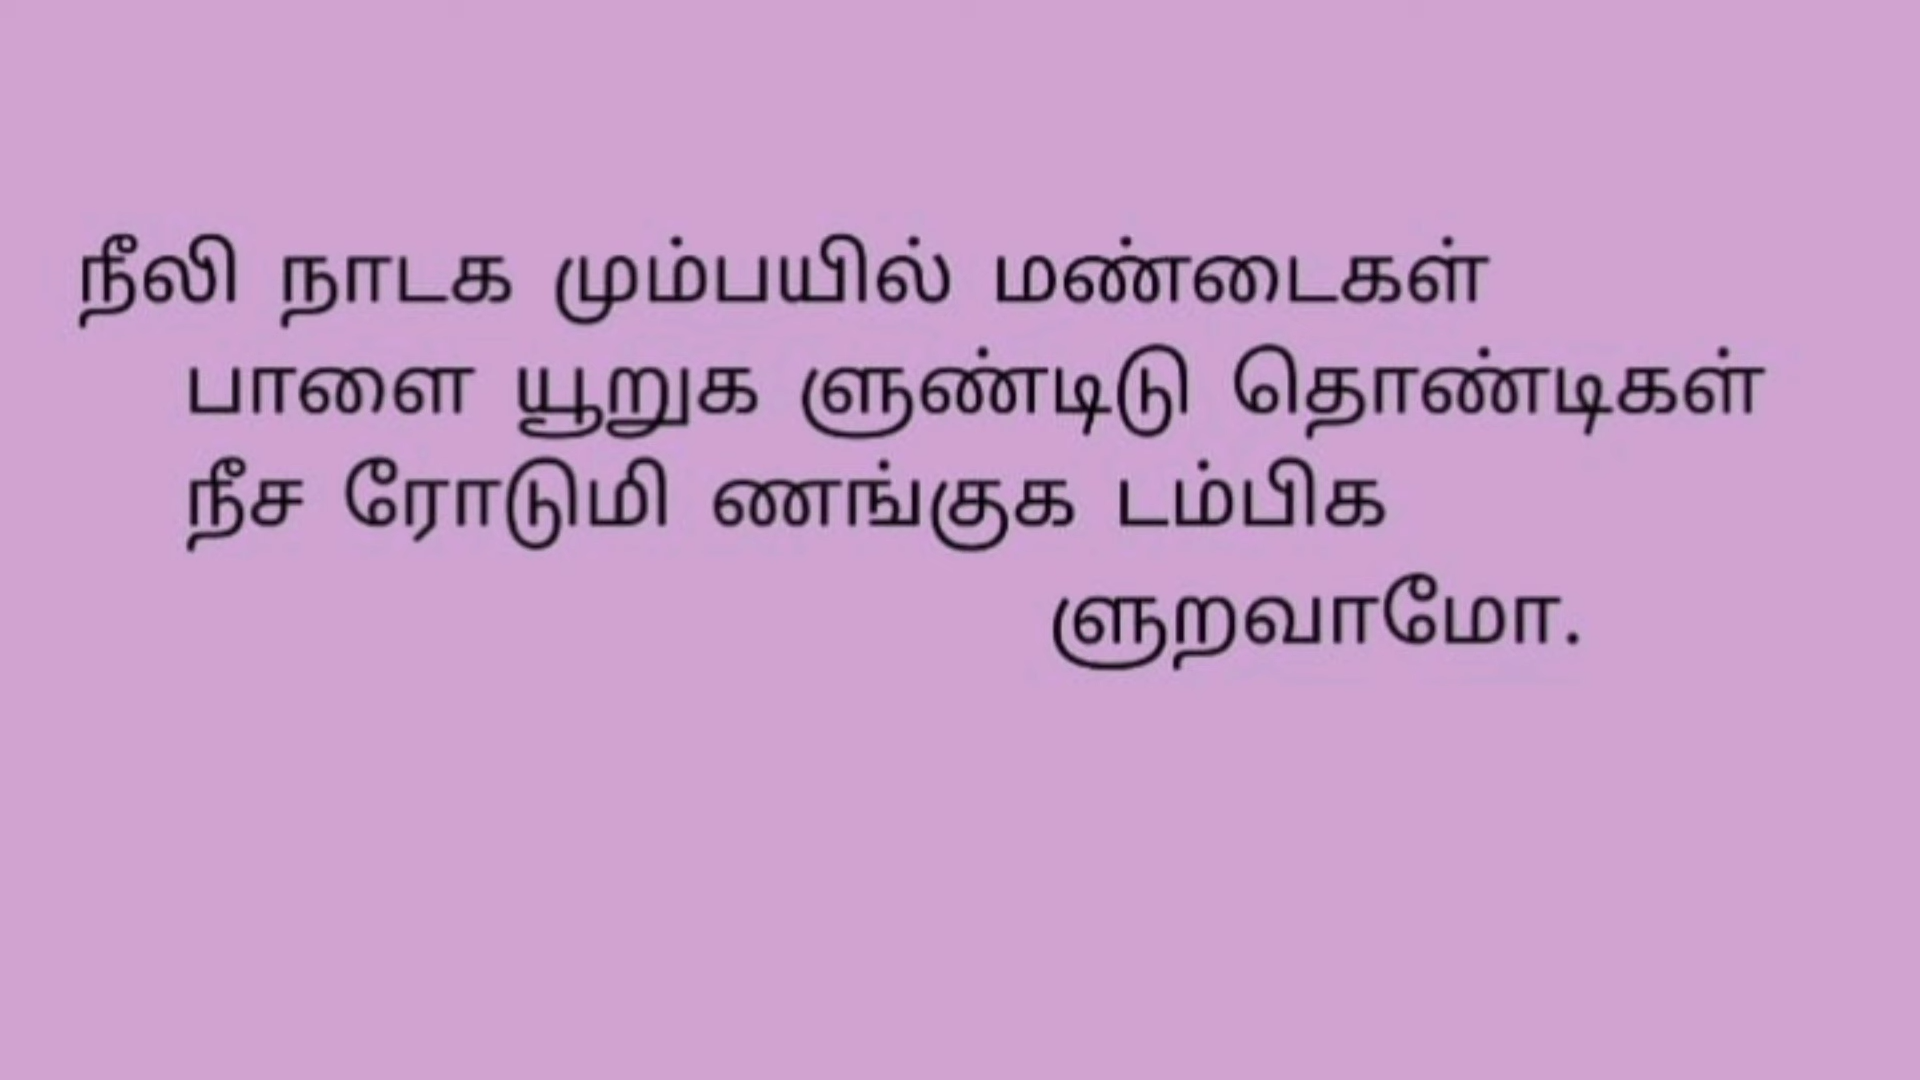 நீலி நாடக மும்பயில் மண்டைகள்
பாளை யூறுக ளுண்டிடு தொண்டிகள்
நீச ரோடுமி ணங்குக டம்பிக
ளுறவாமோ.